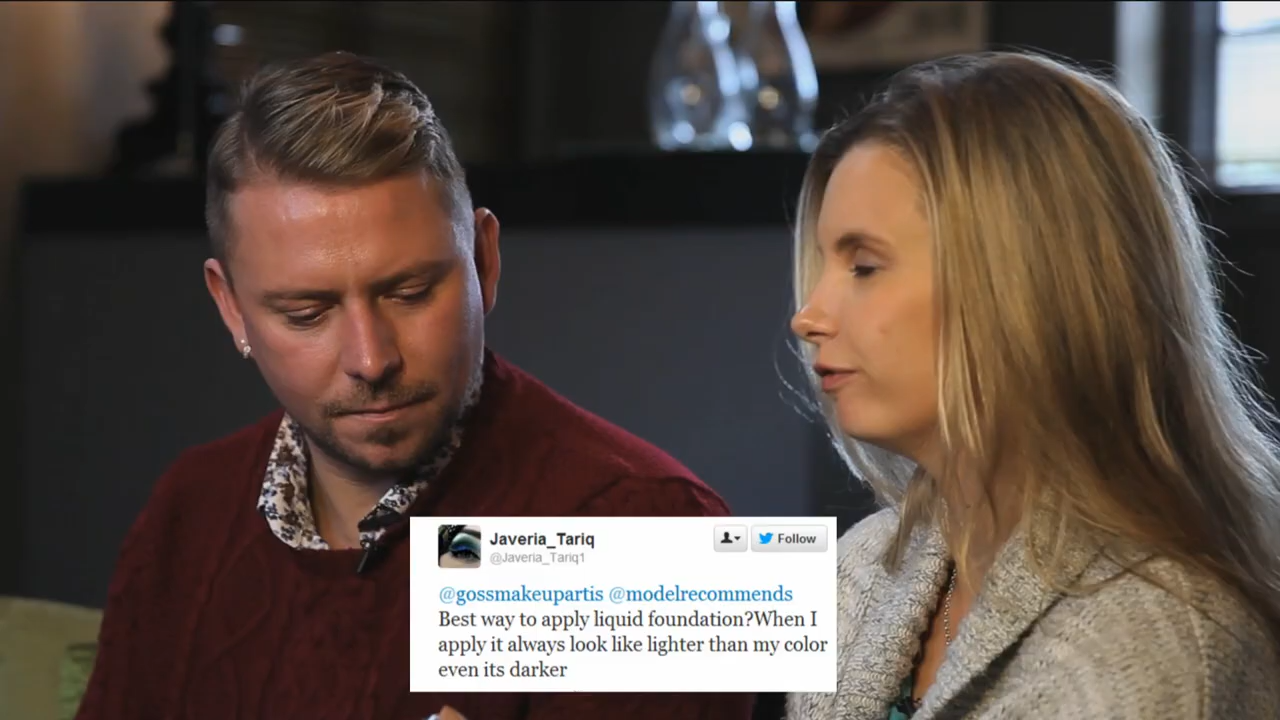 Javeria_Tariq
@Javeria_Tariq1
Follow
@gossmakeupartis @modelrecommends
Best way to apply liquid foundation?When I
apply it always look like lighter than my color
even its darker